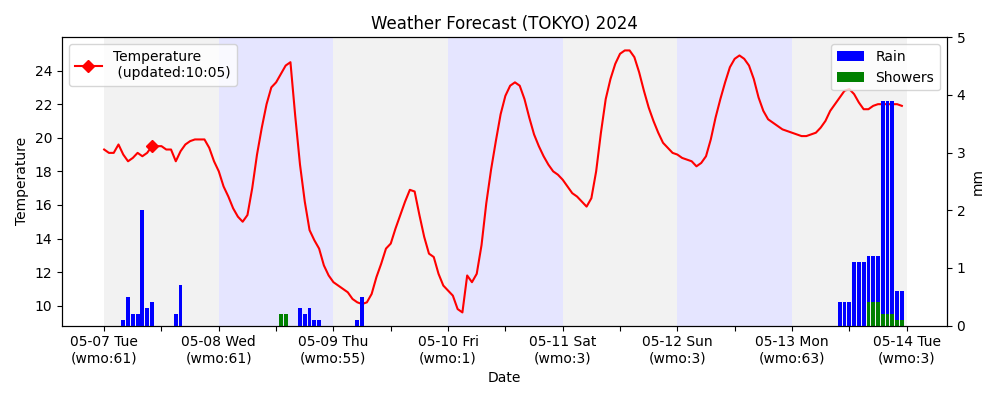 Weather Forecast (TOKYO) 2024
Temperature
(updated:10:05)
Rain
Showers
Temperature
24
22
20
18
16
14
12
10
5
4
3
2
1
0
mm
05-07 Tue
(wmo:61)
05-08 Wed
(wmo:61)
05-09 Thu
(wmo:55)
05-10 Fri
(wmo:1)
05-11 Sat
(wmo:3)
05-12 Sun
(wmo:3)
05-13 Mon
(wmo:63)
05-14 Tue
(wmo:3)
Date